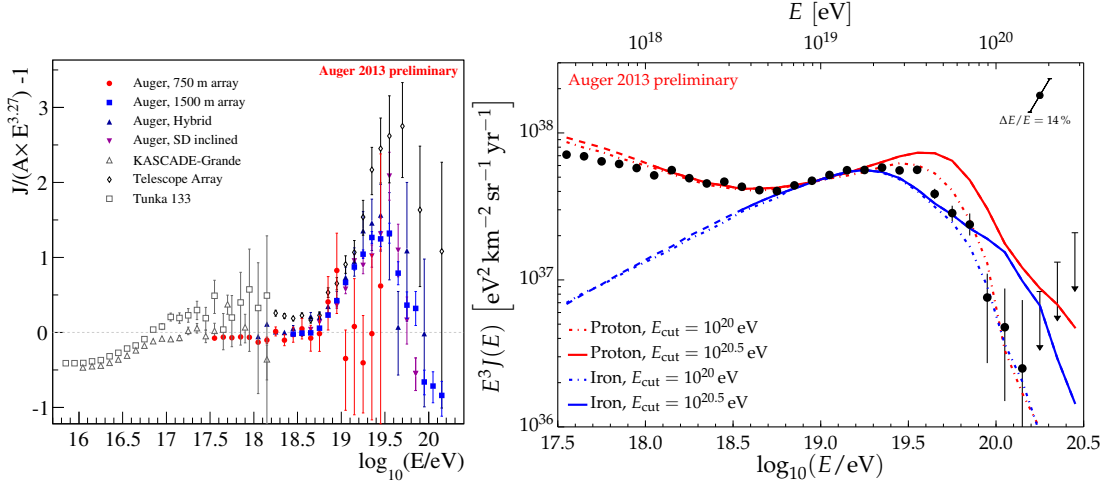 Auger 2013 preliminary
J/(A× E^3.27) -1
Auger, 750 m array
Auger, 1500 m array
Auger, Hybrid
Auger, SD inclined
KASCADE-Grande
Telescope Array
Tunka 133
3
2
1
0
-1
16 16.5 17 17.5 18 18.5 19 19.5 20
log₁₀(E/eV)
E [eV]
10^18 10^19 10^20
Auger 2013 preliminary
ΔE/E = 14 %
E^3 J(E) [eV^2 km^−2 sr^−1 yr^−1]
10^38
10^37
10^36
Proton, E_cut = 10^20 eV
Proton, E_cut = 10^20.5 eV
Iron, E_cut = 10^20 eV
Iron, E_cut = 10^20.5 eV
17.5 18.0 18.5 19.0 19.5 20.0 20.5
log₁₀(E/eV)